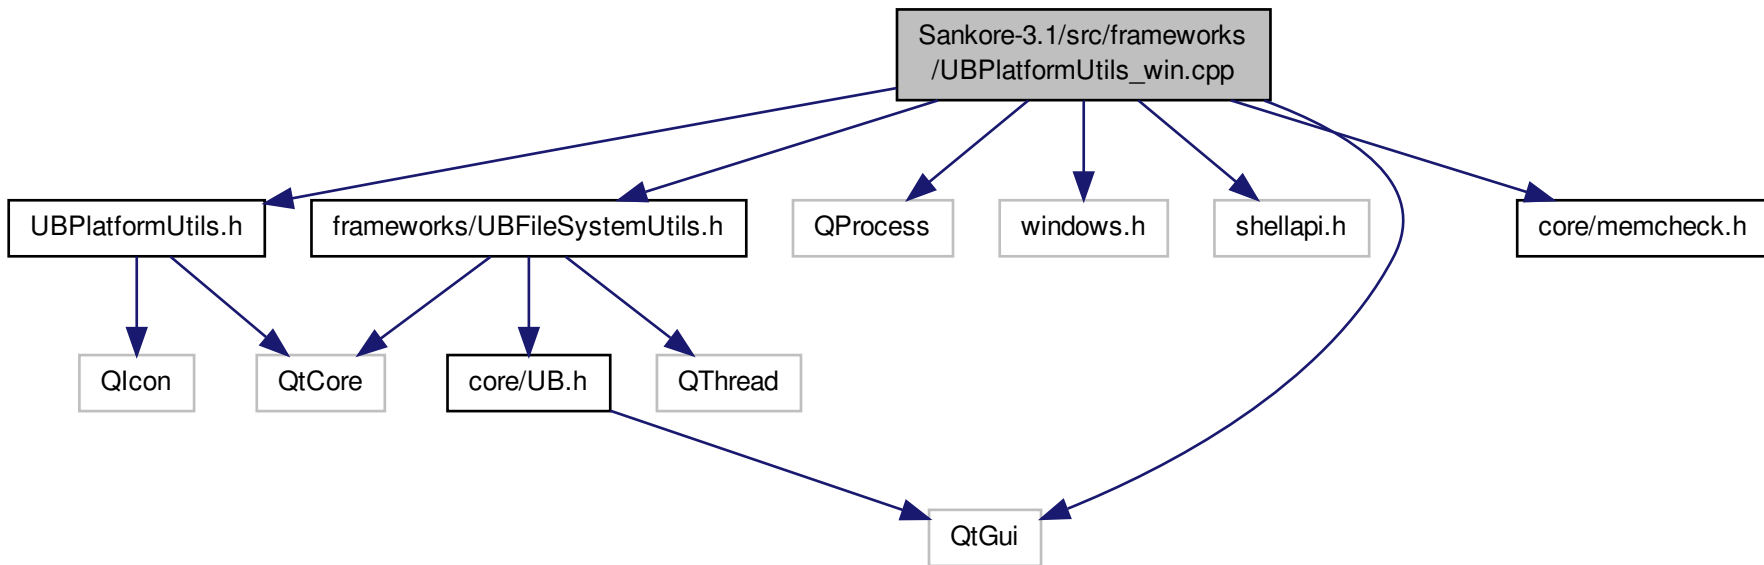 Sankore-3.1/src/frameworks
/UBPlatformUtils_win.cpp
UBPlatformUtils.h
frameworks/UBFileSystemUtils.h
QProcess
windows.h
shellapi.h
core/memcheck.h
QIcon
QtCore
core/UB.h
QThread
QtGui